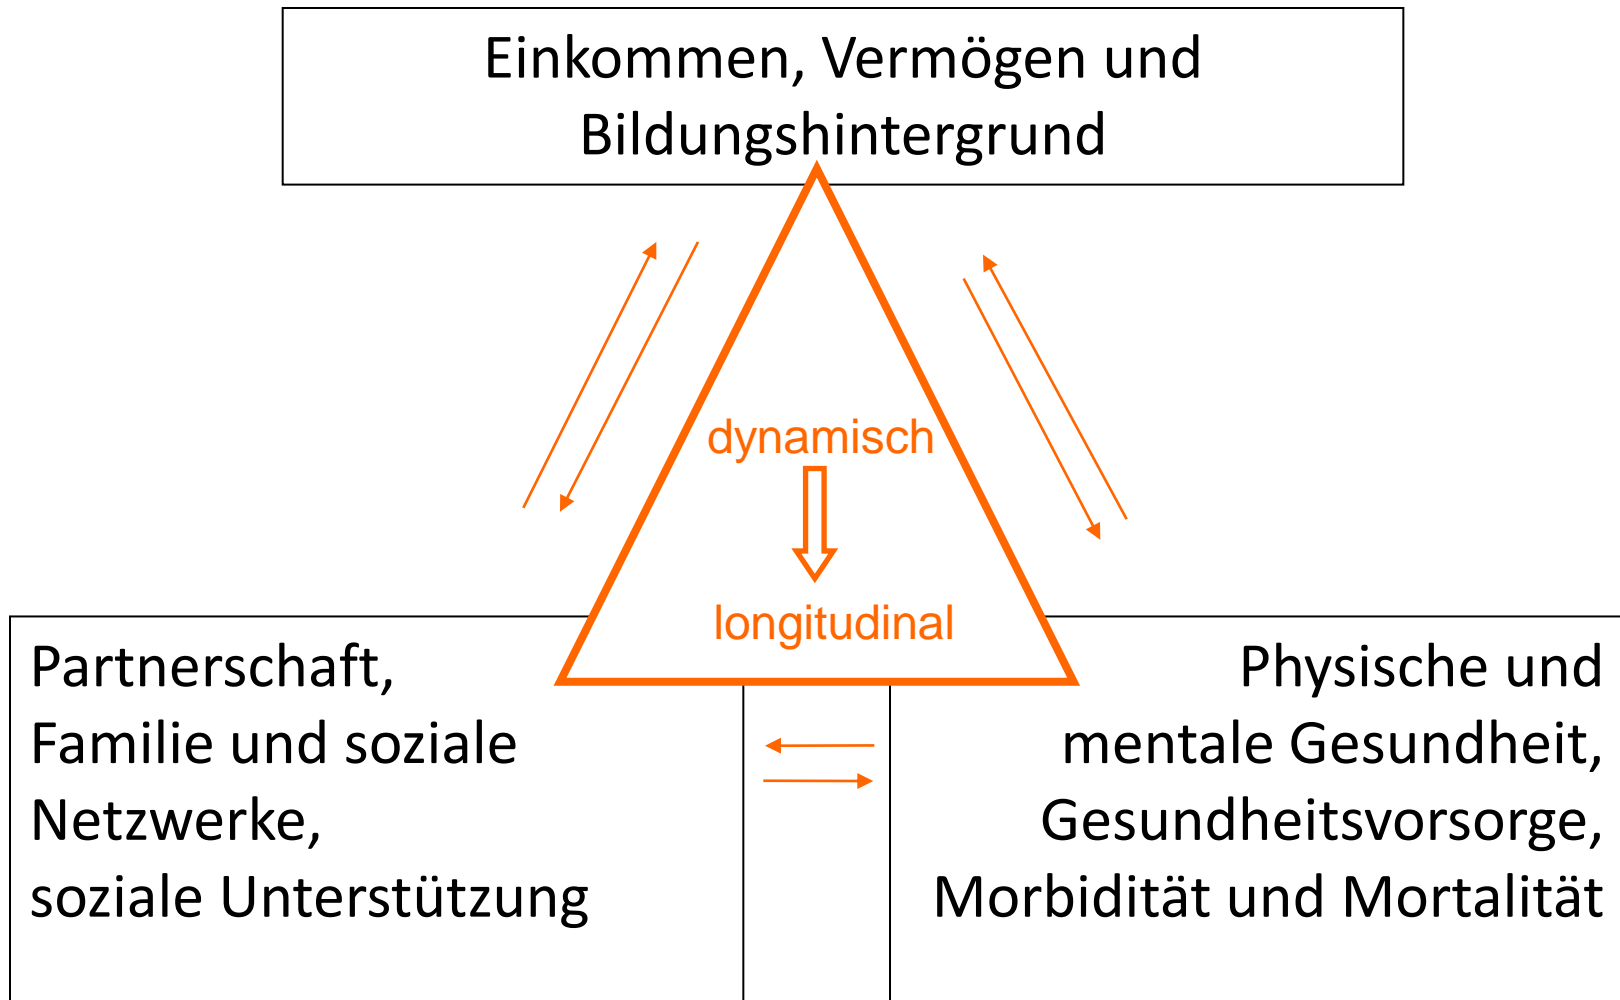 Einkommen, Vermögen und
Bildungshintergrund
dynamisch
longitudinal
Partnerschaft,
Familie und soziale
Netzwerke,
soziale Unterstützung
Physische und
mentale Gesundheit,
Gesundheitsvorsorge,
Morbidität und Mortalität